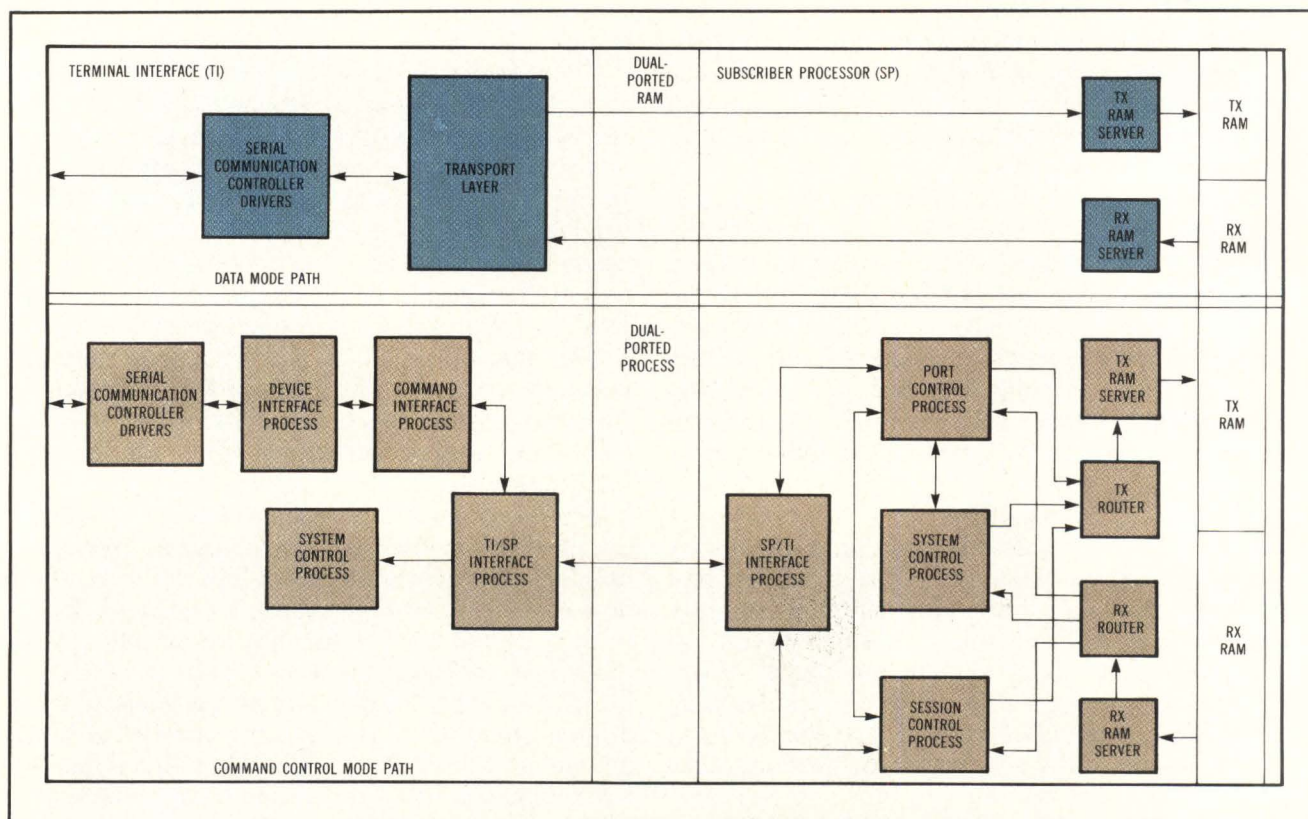 TERMINAL INTERFACE (TI)
DUAL-
PORTED
RAM
SUBSCRIBER PROCESSOR (SP)
SERIAL
COMMUNICATION
CONTROLLER
DRIVERS
TRANSPORT
LAYER
TX
RAM
SERVER
TX
RAM
RX
RAM
SERVER
RX
RAM
DATA MODE PATH
DUAL-
PORTED
PROCESS
SERIAL
COMMUNICATION
CONTROLLER
DRIVERS
DEVICE
INTERFACE
PROCESS
COMMAND
INTERFACE
PROCESS
SYSTEM
CONTROL
PROCESS
TI/SP
INTERFACE
PROCESS
SP/TI
INTERFACE
PROCESS
PORT
CONTROL
PROCESS
SYSTEM
CONTROL
PROCESS
SESSION
CONTROL
PROCESS
TX
RAM
SERVER
TX
ROUTER
RX
ROUTER
RX
RAM
SERVER
TX
RAM
RX
RAM
COMMAND CONTROL MODE PATH